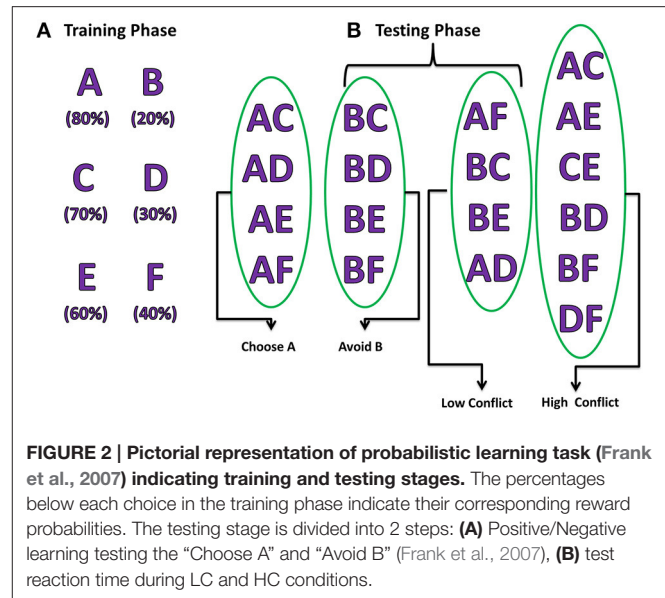 A Training Phase
B Testing Phase
A B
(80%) (20%)
C D
(70%) (30%)
E F
(60%) (40%)
AC
AD
AE
AF
BC
BD
BE
BF
AF
BC
BE
AD
AC
AE
CE
BD
BF
DF
Choose A
Avoid B
Low Conflict
High Conflict
FIGURE 2 | Pictorial representation of probabilistic learning task (Frank
et al., 2007) indicating training and testing stages. The percentages
below each choice in the training phase indicate their corresponding reward
probabilities. The testing stage is divided into 2 steps: (A) Positive/Negative
learning testing the “Choose A” and “Avoid B” (Frank et al., 2007), (B) test
reaction time during LC and HC conditions.